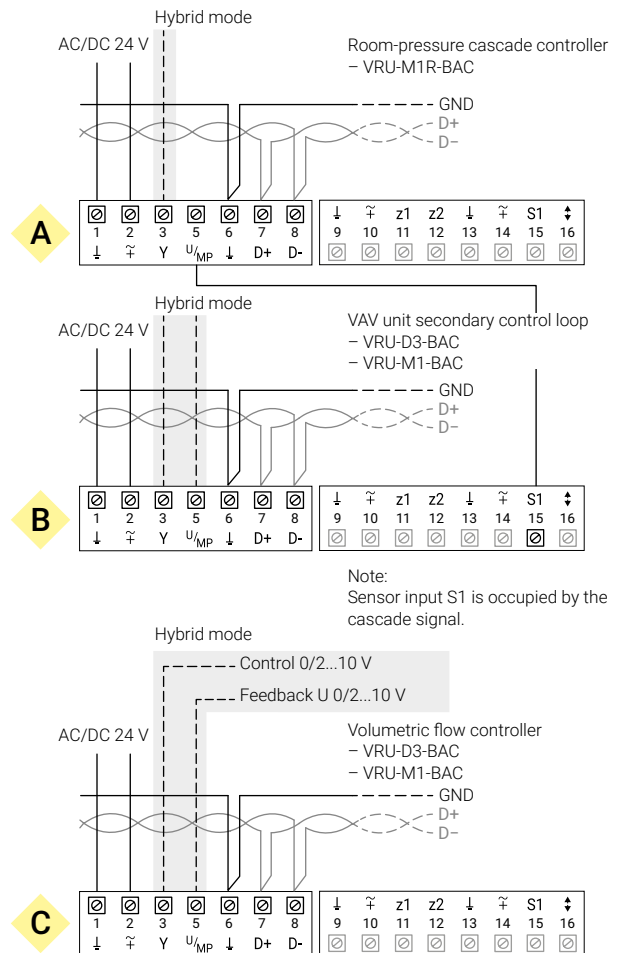 Hybrid mode
AC/DC 24 V
Room-pressure cascade controller
– VRU-M1R-BAC
GND
D+
D–
A
1 2 3 5 6 7 8
⏚ ~̅ Y U/MP ⏚ D+ D-
⏚ ~̅ z1 z2 ⏚ ~̅ S1
9 10 11 12 13 14 15 16
Hybrid mode
AC/DC 24 V
VAV unit secondary control loop
– VRU-D3-BAC
– VRU-M1-BAC
GND
D+
D–
B
1 2 3 5 6 7 8
⏚ ~̅ Y U/MP ⏚ D+ D-
⏚ ~̅ z1 z2 ⏚ ~̅ S1
9 10 11 12 13 14 15 16
Note:
Sensor input S1 is occupied by the
cascade signal.
Hybrid mode
Control 0/2...10 V
Feedback U 0/2...10 V
AC/DC 24 V
Volumetric flow controller
– VRU-D3-BAC
– VRU-M1-BAC
GND
D+
D–
C
1 2 3 5 6 7 8
⏚ ~̅ Y U/MP ⏚ D+ D-
⏚ ~̅ z1 z2 ⏚ ~̅ S1
9 10 11 12 13 14 15 16